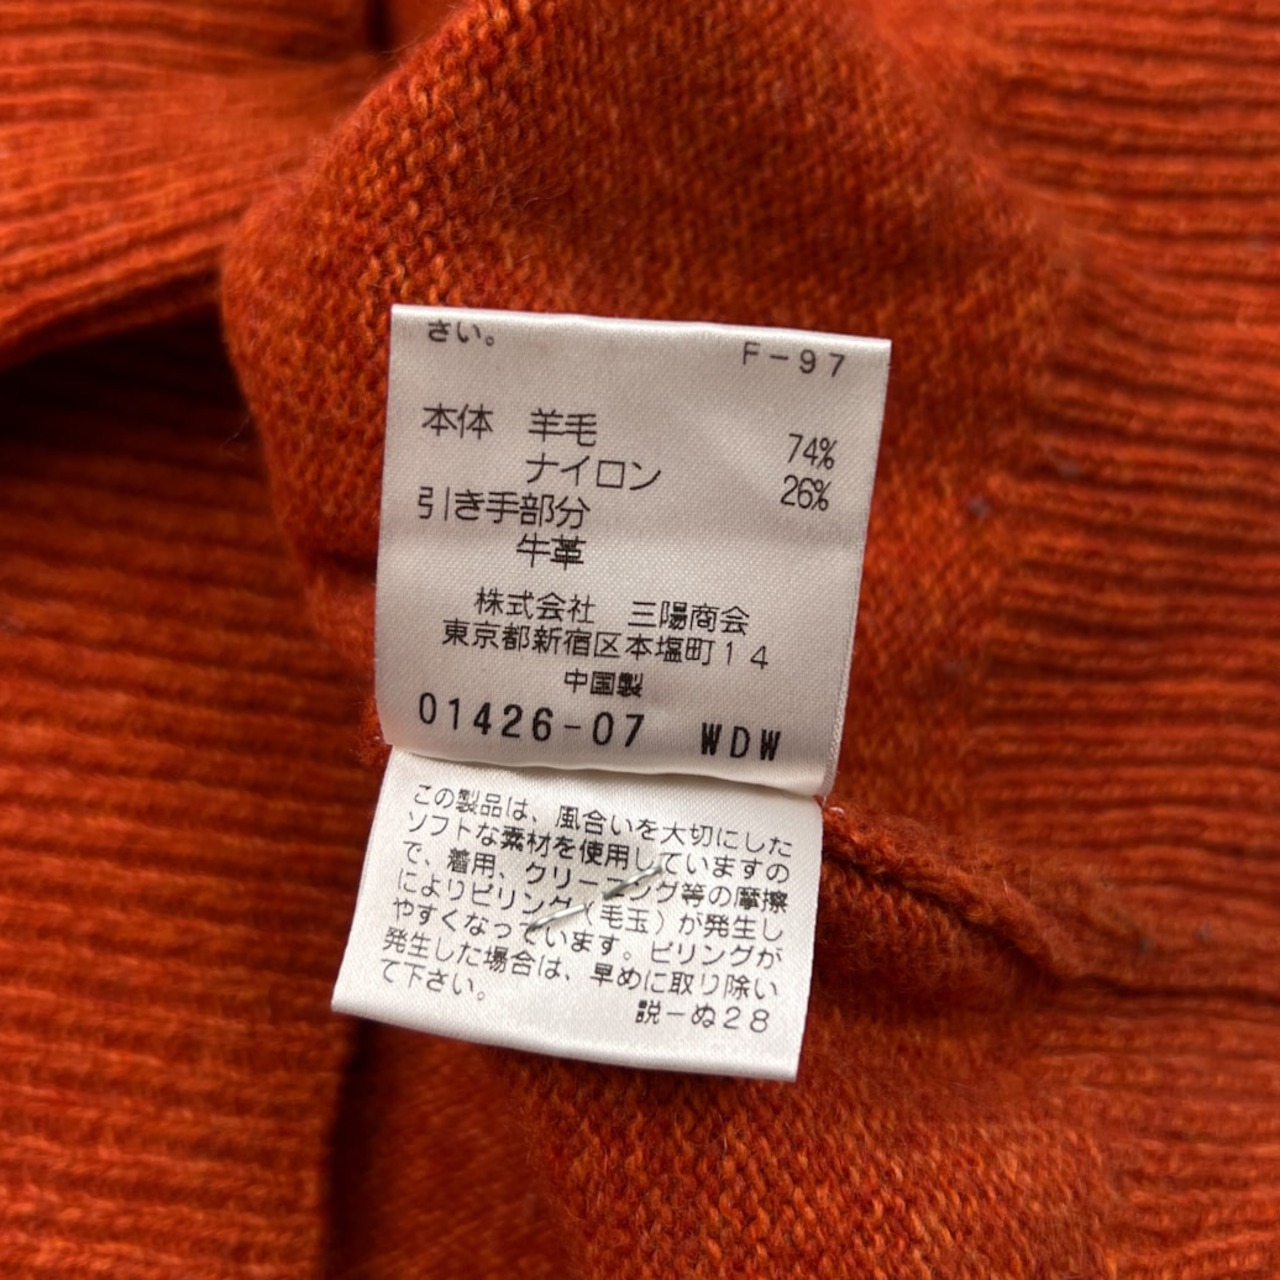 さい。
F-97
本体 羊毛 74%
ナイロン 26%
引き手部分
牛革
株式会社 三陽商会
東京都新宿区本塩町14
中国製
01426-07 WDW
この製品は、風合いを大切にした
ソフトな素材を使用していますの
で、着用、クリーニング等の摩擦
によりピリング(毛玉)が発生し
やすくなっています。ピリングが
発生した場合は、早めに取り除い
て下さい。
説-ぬ28